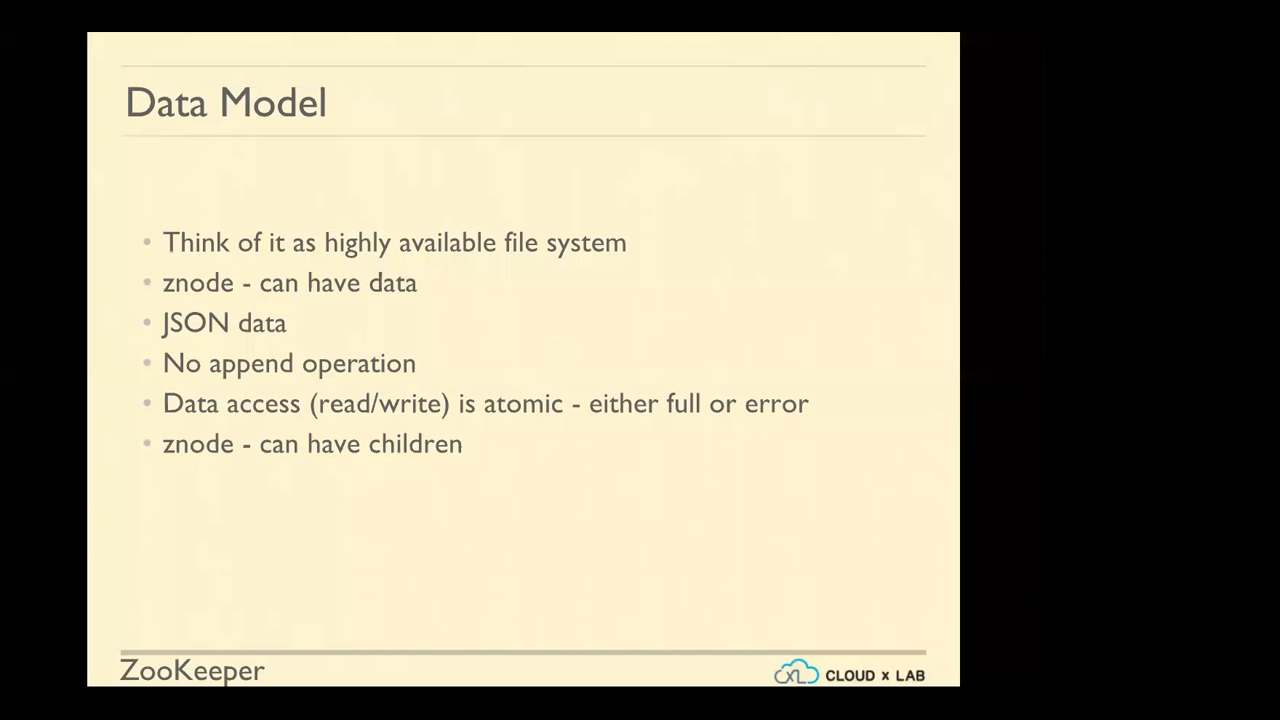 Data Model
• Think of it as highly available file system
• znode - can have data
• JSON data
• No append operation
• Data access (read/write) is atomic - either full or error
• znode - can have children
ZooKeeper
CXL CLOUD x LAB